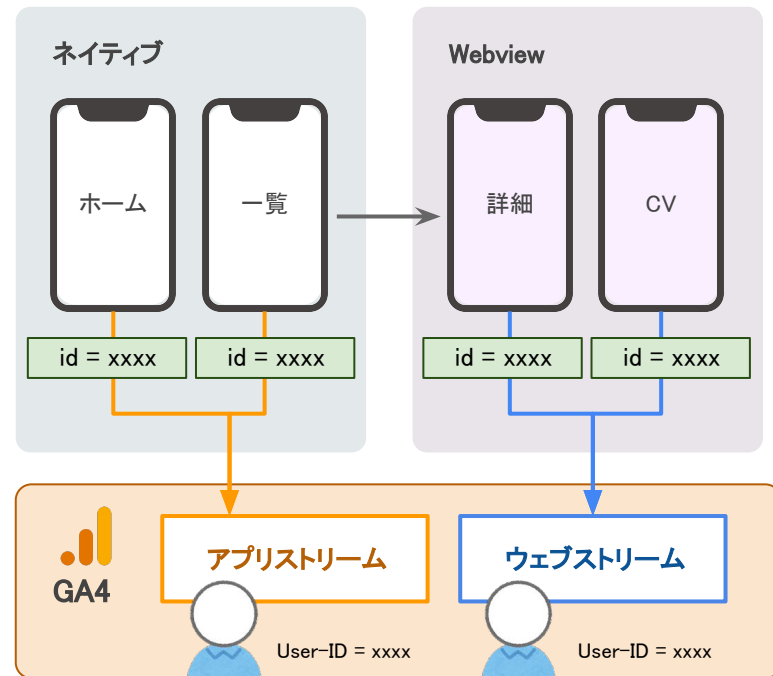 ネイティブ
Webview
ホーム
一覧
詳細
CV
id = xxxx
id = xxxx
id = xxxx
id = xxxx
GA4
アプリストリーム
ウェブストリーム
User-ID = xxxx
User-ID = xxxx